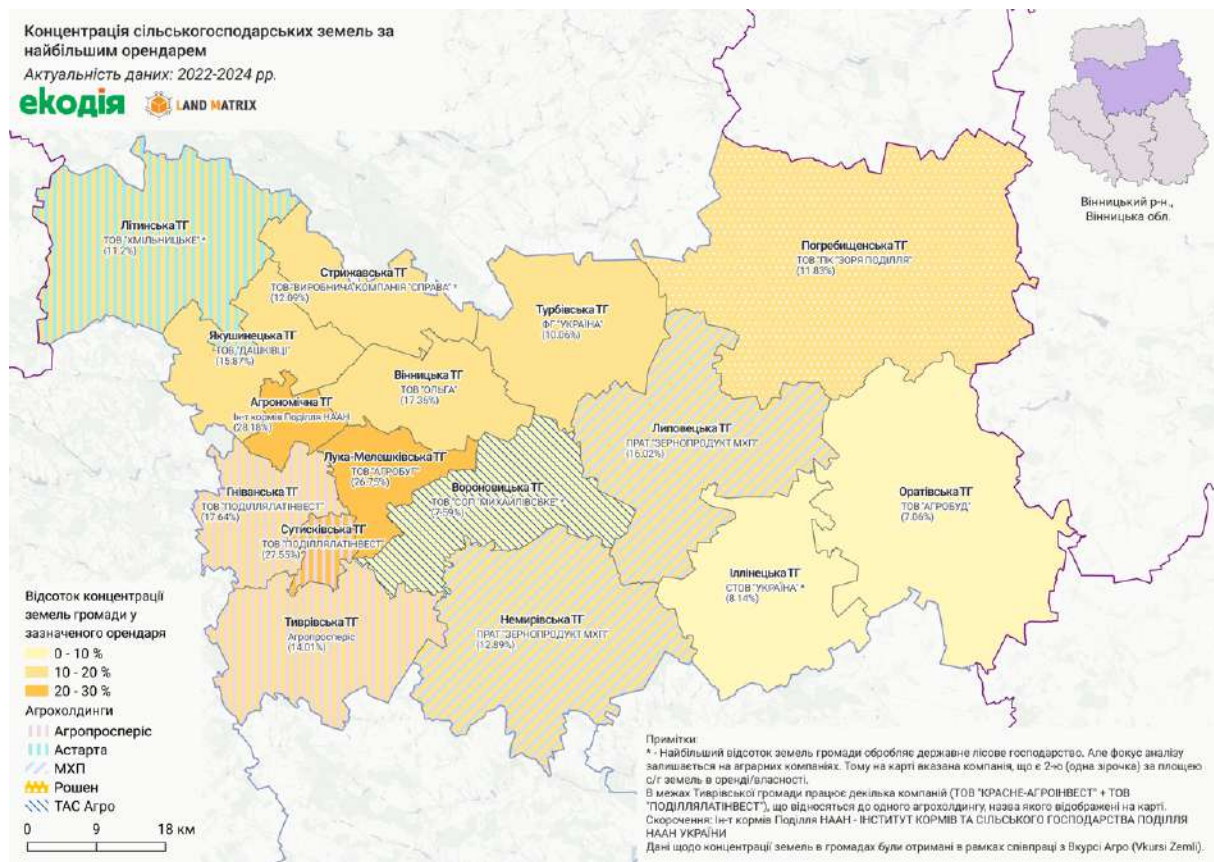 Концентрація сільськогосподарських земель за
найбільшим орендарем
Актуальність даних: 2022-2024 рр.
екодія
LAND MATRIX
Вінницький р-н.,
Вінницька обл.
Літинська ТГ
ТОВ "ХМІЛЬНИЦЬКЕ" *
(11.2%)
Стрижавська ТГ
ТОВ "ВИРОБНИЧА КОМПАНІЯ "СПРАВА" *
(12.09%)
Погребищенська ТГ
ТОВ "ПК "ЗОРЯ ПОДІЛЛЯ"
(11.83%)
Турбівська ТГ
ФГ "УКРАЇНА"
(10.06%)
Якушинецька ТГ
ТОВ "ДАШКІВЦІ"
(15.87%)
Вінницька ТГ
ТОВ "ОЛЬГА"
(17.36%)
Агрономічна ТГ
Ін-т кормів Поділля НААН
(28.18%)
Липовецька ТГ
ПРАТ "ЗЕРНОПРОДУКТ МХП"
(16.02%)
Лука-Мелешківська ТГ
ТОВ "АГРОБУТ"
(26.75%)
Вороновицька ТГ
ТОВ "СОП "МИХАЙЛІВСЬКЕ" *
(7.59%)
Гніванська ТГ
ТОВ "ПОДІЛЛЯЛАТІНВЕСТ"
(17.64%)
Оратівська ТГ
ТОВ "АГРОБУД"
(7.06%)
Сутисківська ТГ
ТОВ "ПОДІЛЛЯЛАТІНВЕСТ"
(27.55%)
Іллінецька ТГ
СТОВ "УКРАЇНА" *
(8.14%)
Тиврівська ТГ
Агропросперіс
(14.01%)
Немирівська ТГ
ПРАТ "ЗЕРНОПРОДУКТ МХП"
(12.89%)
Відсоток концентрації
земель громади у
зазначеного орендаря
0 - 10 %
10 - 20 %
20 - 30 %
Агрохолдинги
Агропросперіс
Астарта
МХП
Рошен
ТАС Агро
0 9 18 км
Примітки:
* - Найбільший відсоток земель громади обробляє державне лісове господарство. Але фокус аналізу
залишається на аграрних компаніях. Тому на карті вказана компанія, що є 2-ю (одна зірочка) за площею
с/г земель в оренді/власності.
В межах Тиврівської громади працює декілька компаній (ТОВ "КРАСНЕ-АГРОІНВЕСТ" + ТОВ
"ПОДІЛЛЯЛАТІНВЕСТ"), що відносяться до одного агрохолдингу, назва якого відображені на карті.
Скорочення: Ін-т кормів Поділля НААН - ІНСТИТУТ КОРМІВ ТА СІЛЬСЬКОГО ГОСПОДАРСТВА ПОДІЛЛЯ
НААН УКРАЇНИ
Дані щодо концентрації земель в громадах були отримані в рамках співпраці з Вкурсі Агро (Vkursi Zemli).